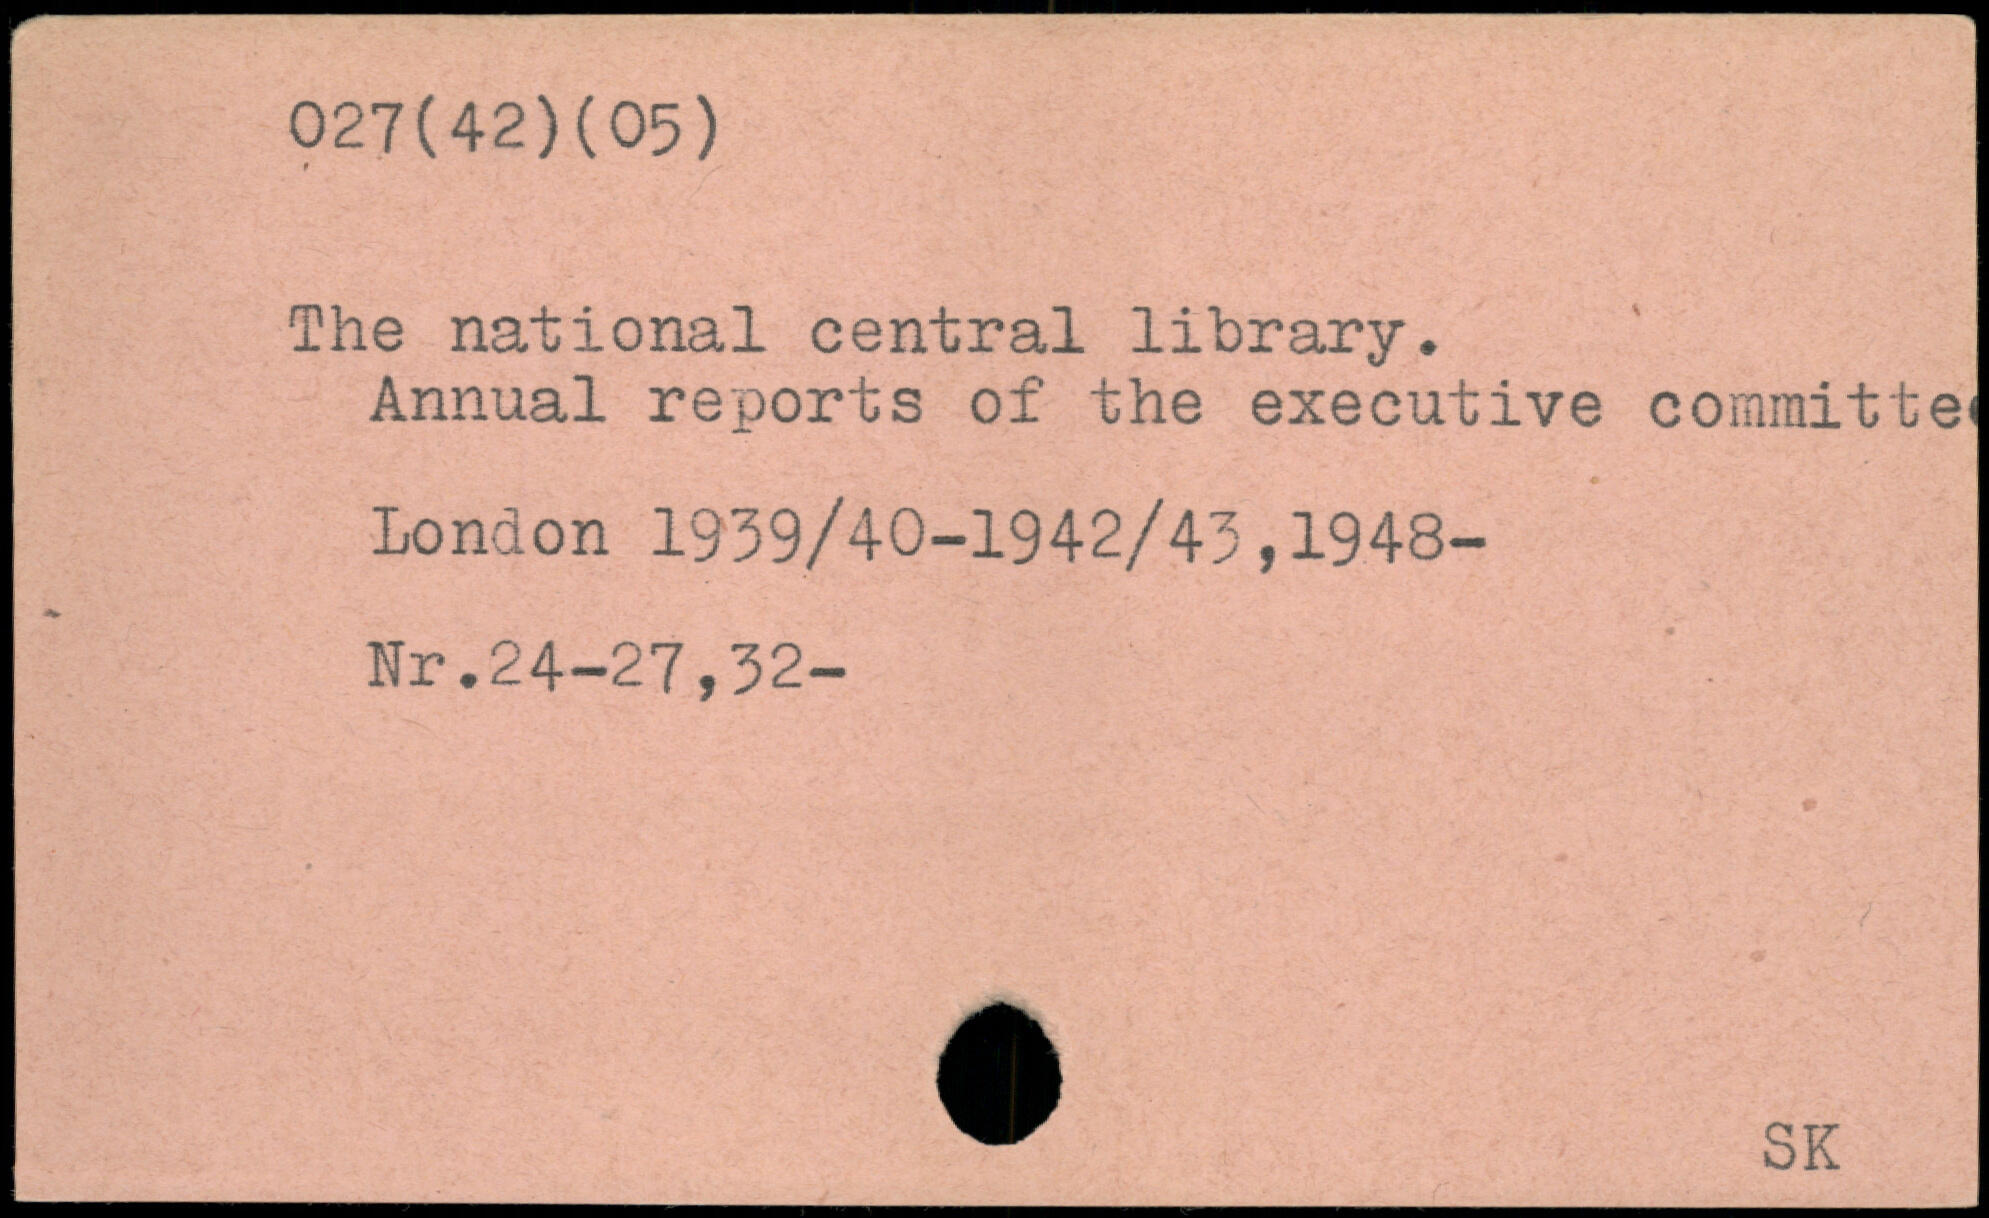 027(42)(05)
The national central library.
Annual reports of the executive committee
London 1939/40-1942/43,1948-
Nr.24-27,32-
SK